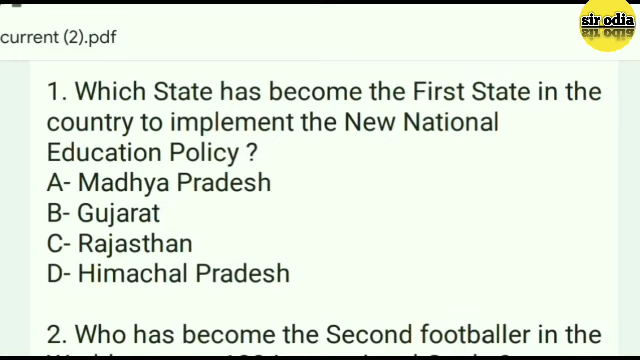 sir odia
current (2).pdf
1. Which State has become the First State in the
country to implement the New National
Education Policy ?
A- Madhya Pradesh
B- Gujarat
C- Rajasthan
D- Himachal Pradesh
2. Who has become the Second footballer in the